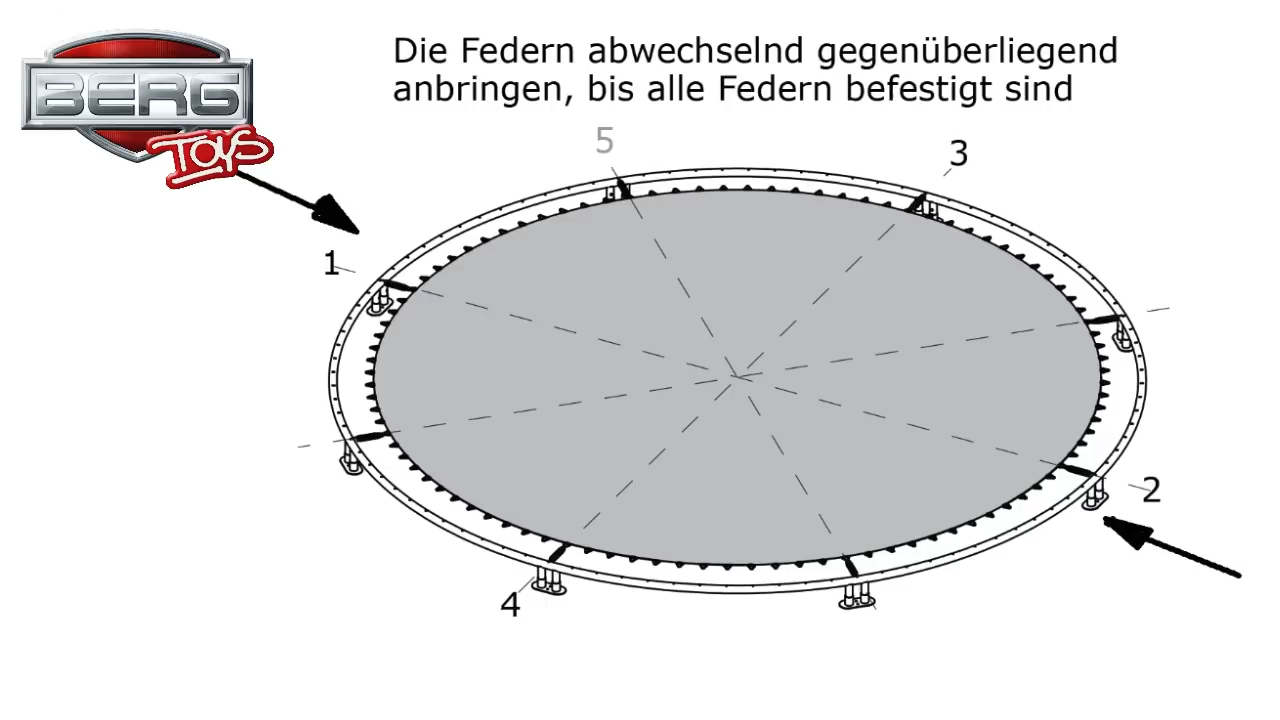 BERG
TOYS
Die Federn abwechselnd gegenüberliegend
anbringen, bis alle Federn befestigt sind
5
3
1
2
4